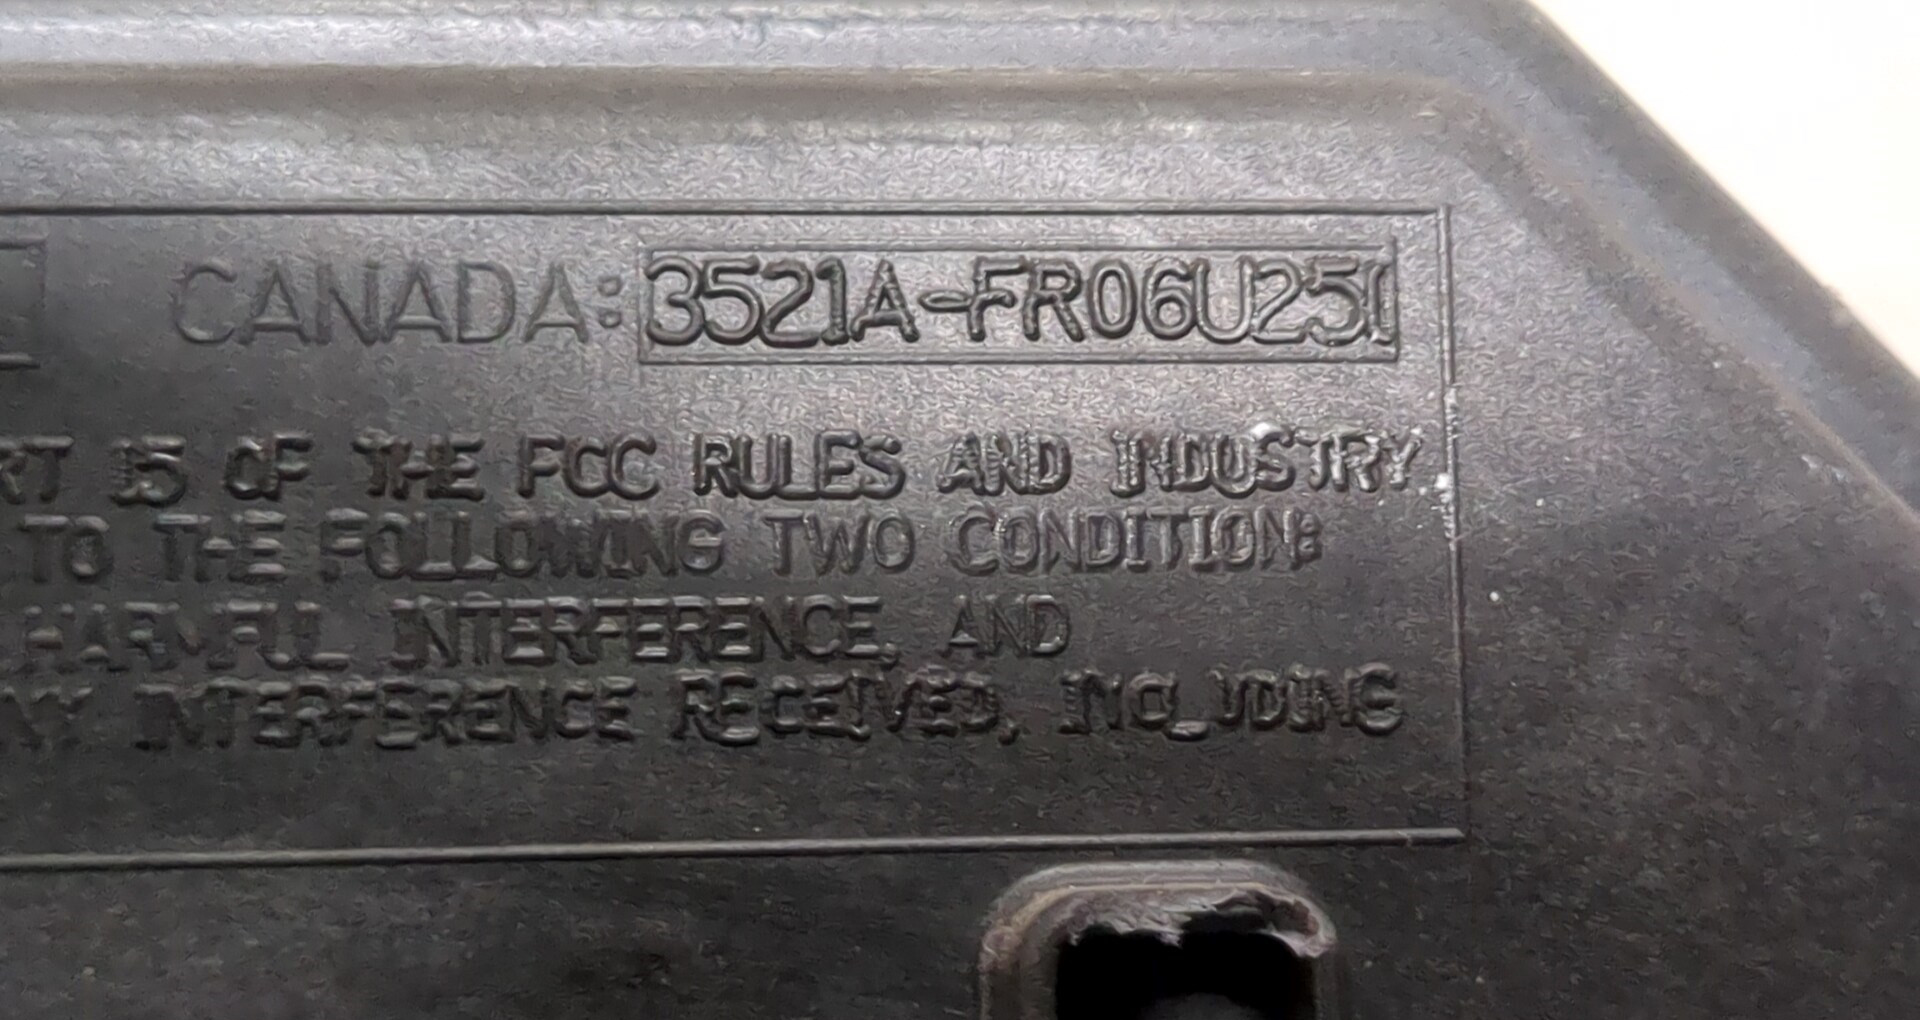 CANADA: 3521A-FR06U25I
RT 15 OF THE FCC RULES AND INDUSTRY
TO THE FOLLOWING TWO CONDITION:
HARMFUL INTERFERENCE, AND
NY INTERFERENCE RECEIVED, INCLUDING